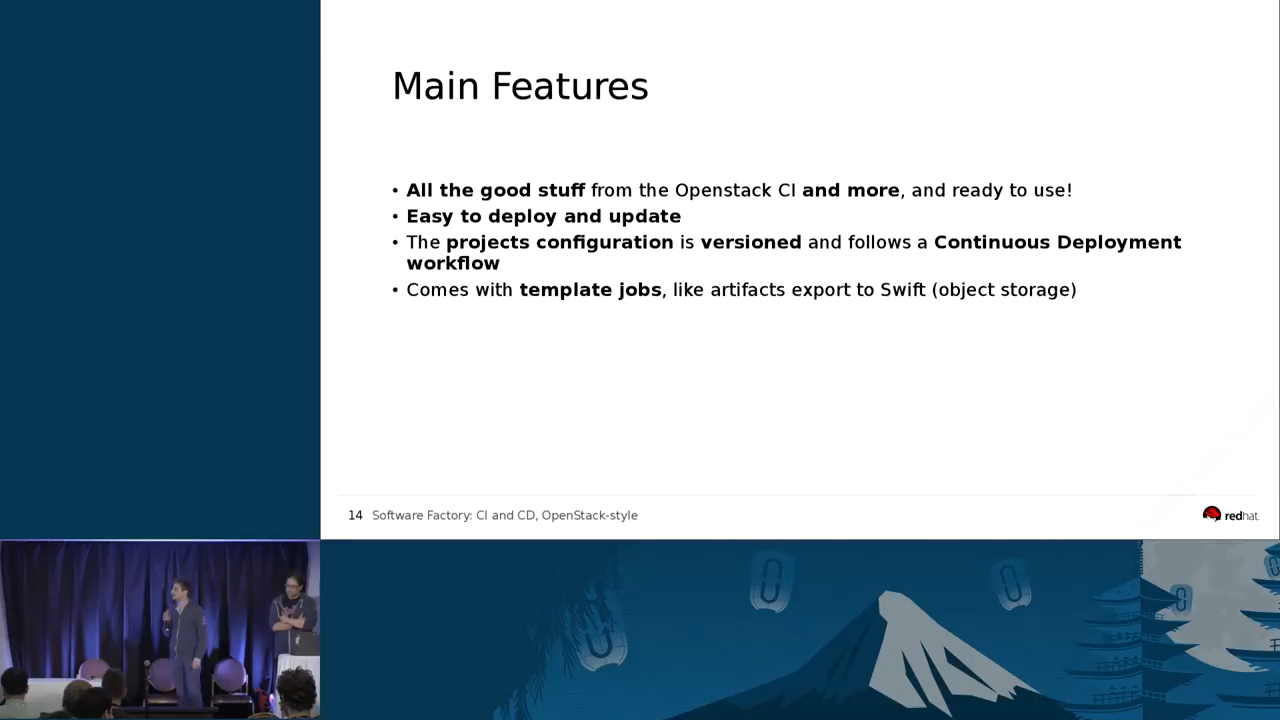 Main Features
• All the good stuff from the Openstack CI and more, and ready to use!
• Easy to deploy and update
• The projects configuration is versioned and follows a Continuous Deployment
workflow
• Comes with template jobs, like artifacts export to Swift (object storage)
14 Software Factory: CI and CD, OpenStack-style
redhat.